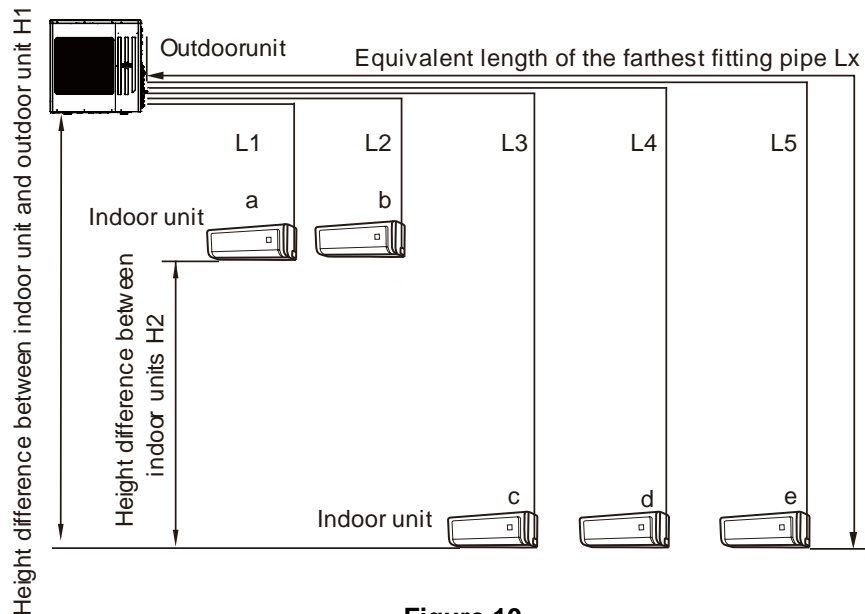 Height difference between indoor unit and outdoor unit H1
Outdoorunit
Equivalent length of the farthest fitting pipe Lx
L1
L2
L3
L4
L5
a
b
Indoor unit
Height difference between
indoor units H2
c
d
e
Indoor unit
Figure 10